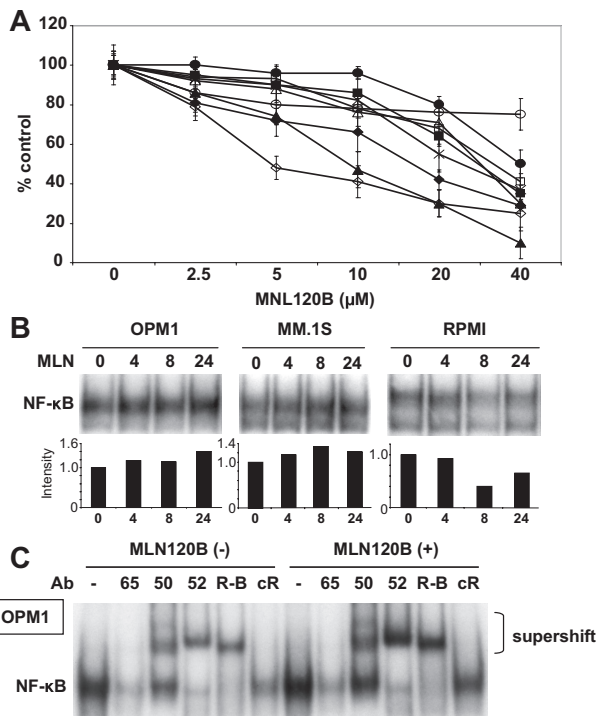 A
120
100
80
60
40
20
0
% control
0 2.5 5 10 20 40
MNL120B (µM)
B
OPM1 MM.1S RPMI
MLN 0 4 8 24 0 4 8 24 0 4 8 24
NF-κB
1.6 1.4
1.0 1.0 1.0
Intensity
0 0 0
0 4 8 24 0 4 8 24 0 4 8 24
C
MLN120B (-) MLN120B (+)
Ab - 65 50 52 R-B cR - 65 50 52 R-B cR
OPM1
supershift
NF-κB